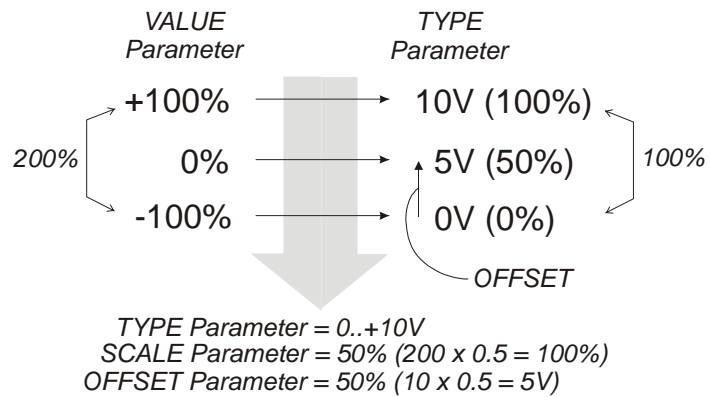 VALUE
Parameter
TYPE
Parameter
+100%
10V (100%)
200%
0%
5V (50%)
100%
-100%
0V (0%)
OFFSET
TYPE Parameter = 0..+10V
SCALE Parameter = 50% (200 x 0.5 = 100%)
OFFSET Parameter = 50% (10 x 0.5 = 5V)